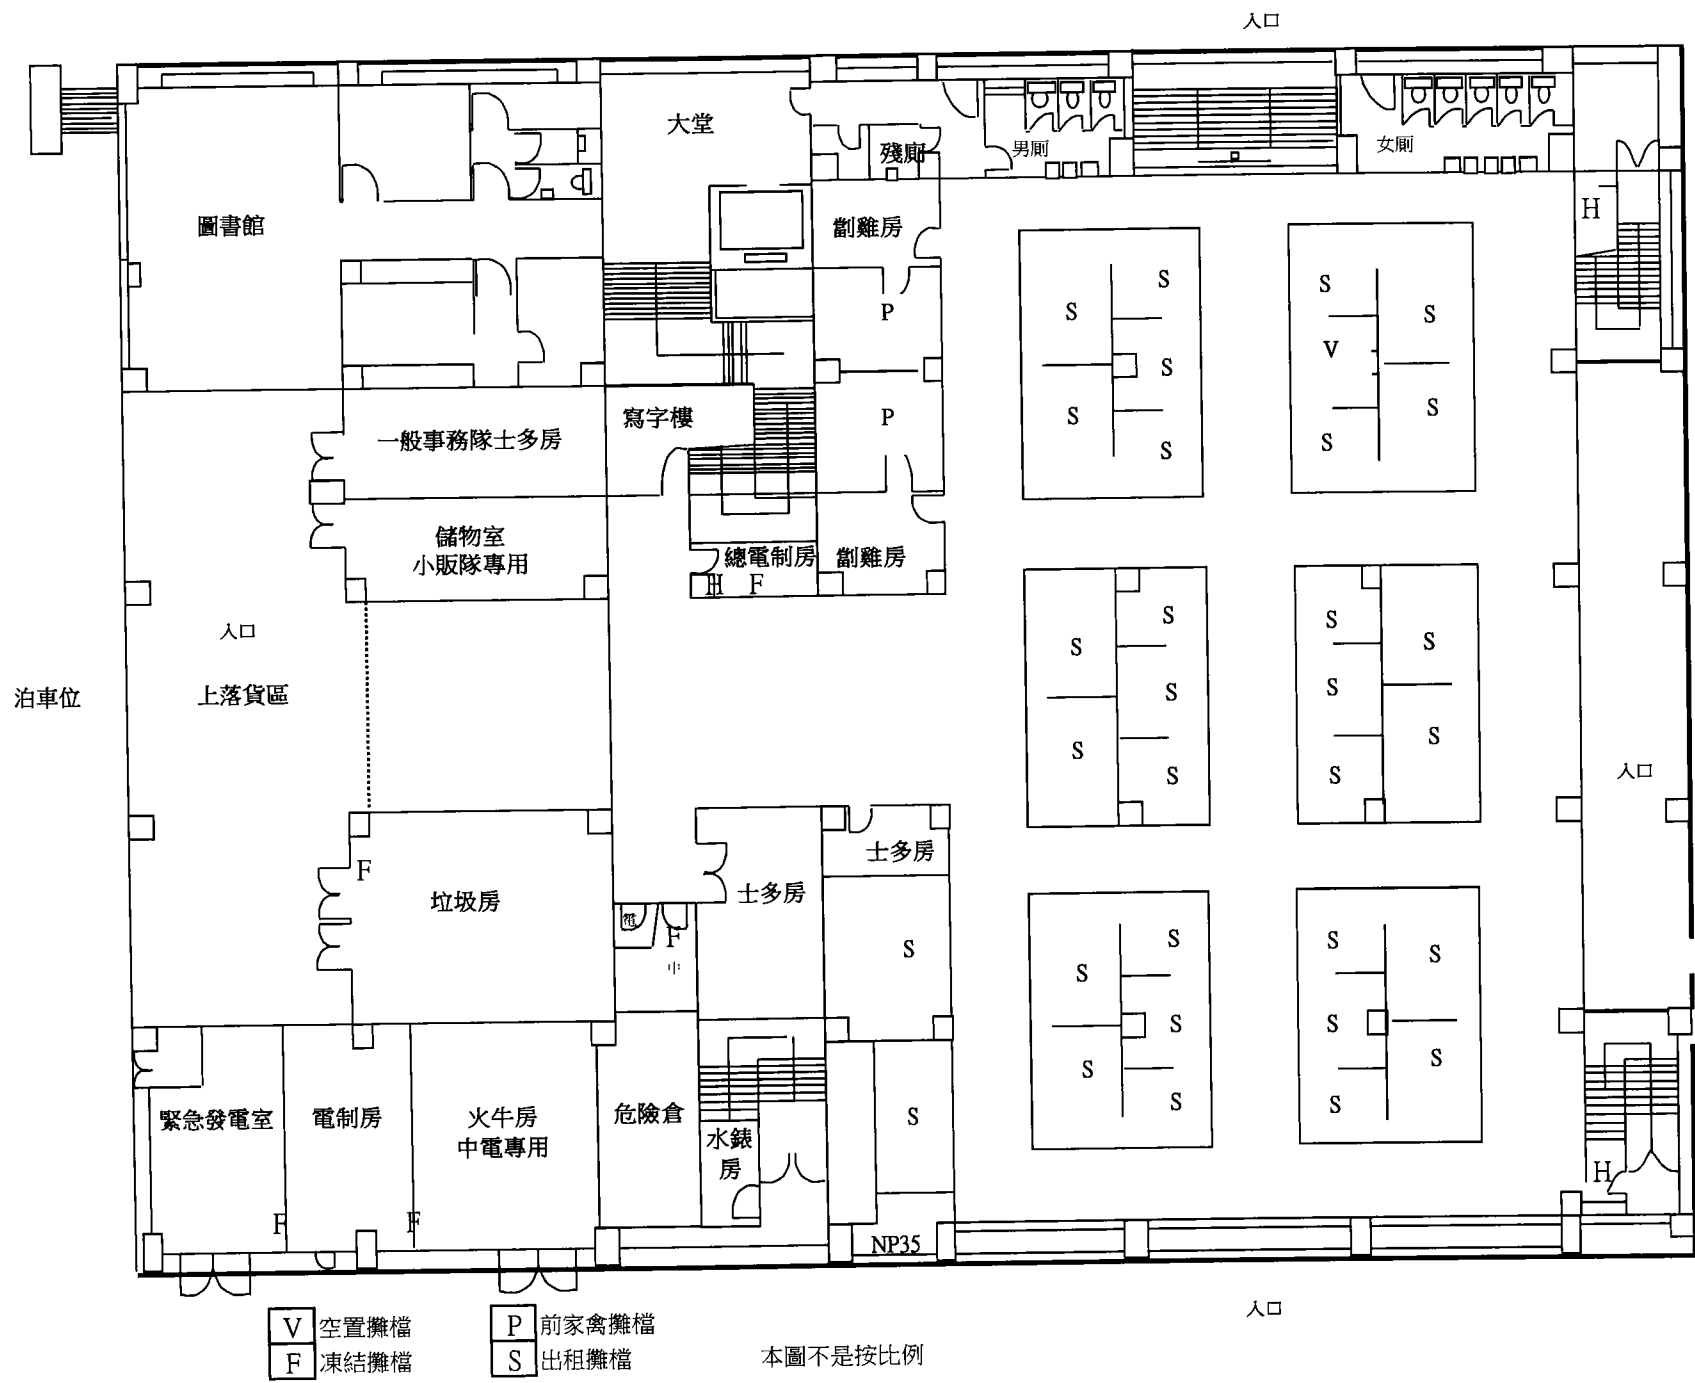 入口
大堂
殘廁
男廁
女廁
圖書館
劏雞房
H
S
S
S
S
P
S
V
S
S
S
P
S
S
S
寫字樓
一般事務隊士多房
儲物室
小販隊專用
總電制房
劏雞房
H F
S
S
S
S
入口
S
S
上落貨區
泊車位
S
S
S
S
入口
士多房
F
垃圾房
士多房
電
F
中
S
S
S
S
S
S
S
S
S
S
S
S
S
緊急發電室
電制房
火牛房
中電專用
危險倉
水錶
房
H
F
F
NP35
入口
V 空置攤檔
P 前家禽攤檔
F 凍結攤檔
S 出租攤檔
本圖不是按比例